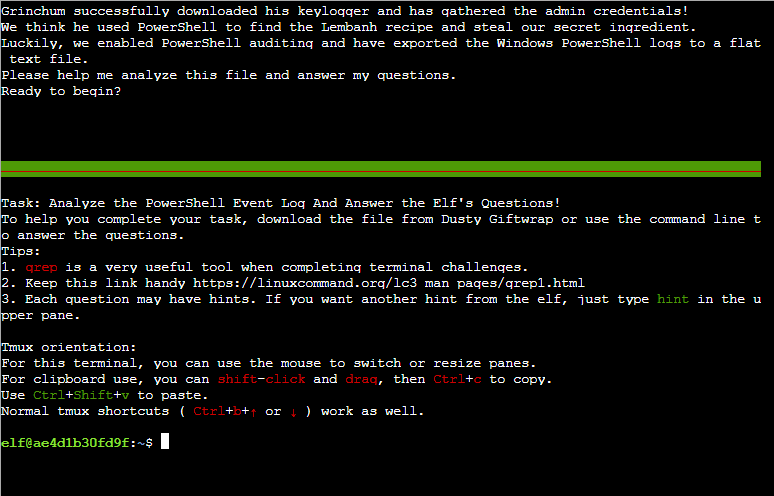 Grinchum successfully downloaded his keylogger and has gathered the admin credentials!
We think he used PowerShell to find the Lembanh recipe and steal our secret ingredient.
Luckily, we enabled PowerShell auditing and have exported the Windows PowerShell logs to a flat
 text file.
Please help me analyze this file and answer my questions.
Ready to begin?
Task: Analyze the PowerShell Event Log And Answer the Elf's Questions!
To help you complete your task, download the file from Dusty Giftwrap or use the command line t
o answer the questions.
Tips:
1. grep is a very useful tool when completing terminal challenges.
2. Keep this link handy https://linuxcommand.org/lc3_man_pages/grep1.html
3. Each question may have hints. If you want another hint from the elf, just type hint in the u
pper pane.
Tmux orientation:
For this terminal, you can use the mouse to switch or resize panes.
For clipboard use, you can shift-click and drag, then Ctrl+c to copy.
Use Ctrl+Shift+v to paste.
Normal tmux shortcuts ( Ctrl+b+↑ or ↓ ) work as well.
elf@ae4d1b30fd9f:~$